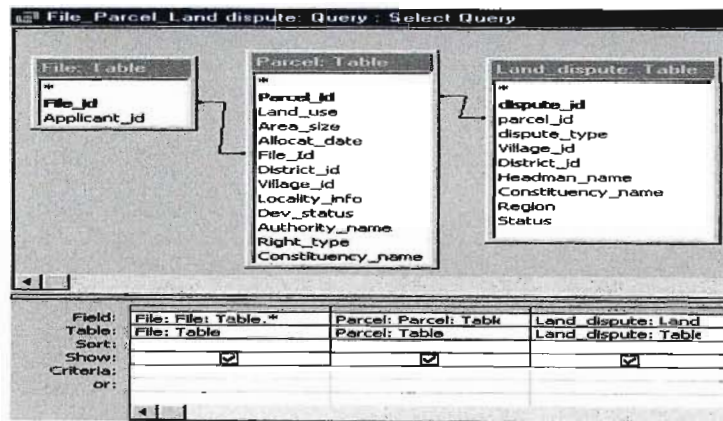 File_Parcel_Land dispute: Query : Select Query
File: Table
*
File_id
Applicant_id
Parcel: Table
*
Parcel_id
Land_use
Area_size
Allocat_date
File_Id
District_id
Village_id
Locality_info
Dev_status
Authority_name
Right_type
Constituency_name
Land_dispute: Table
*
dispute_id
parcel_id
dispute_type
Village_id
District_id
Headman_name
Constituency_name
Region
Status
Field: File: File: Table.* Parcel: Parcel: Tabk Land_dispute: Land
Table: File: Table Parcel: Table Land_dispute: Table
Sort:
Show:
Criteria:
or: